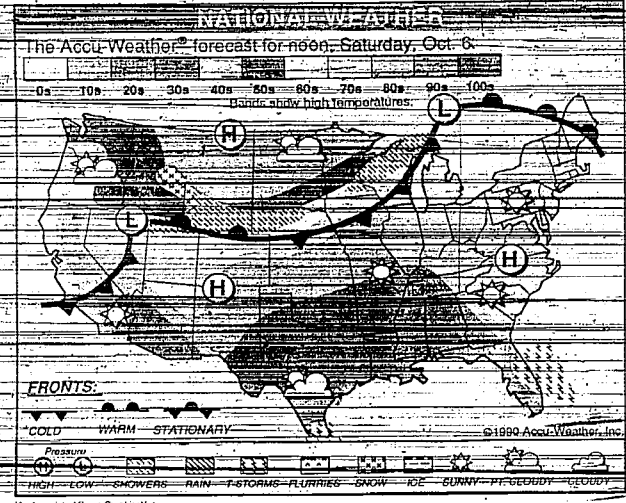 NATIONAL WEATHER
The Accu-Weather® forecast for noon, Saturday, Oct. 6.
0s 10s 20s 30s 40s 50s 60s 70s 80s 90s 100s
Bands show high temperatures.
L
H
L
H
H
FRONTS:
COLD WARM STATIONARY
©1990 Accu-Weather, Inc.
Pressure
H L
HIGH LOW SHOWERS RAIN T-STORMS FLURRIES SNOW ICE SUNNY PT. CLOUDY CLOUDY